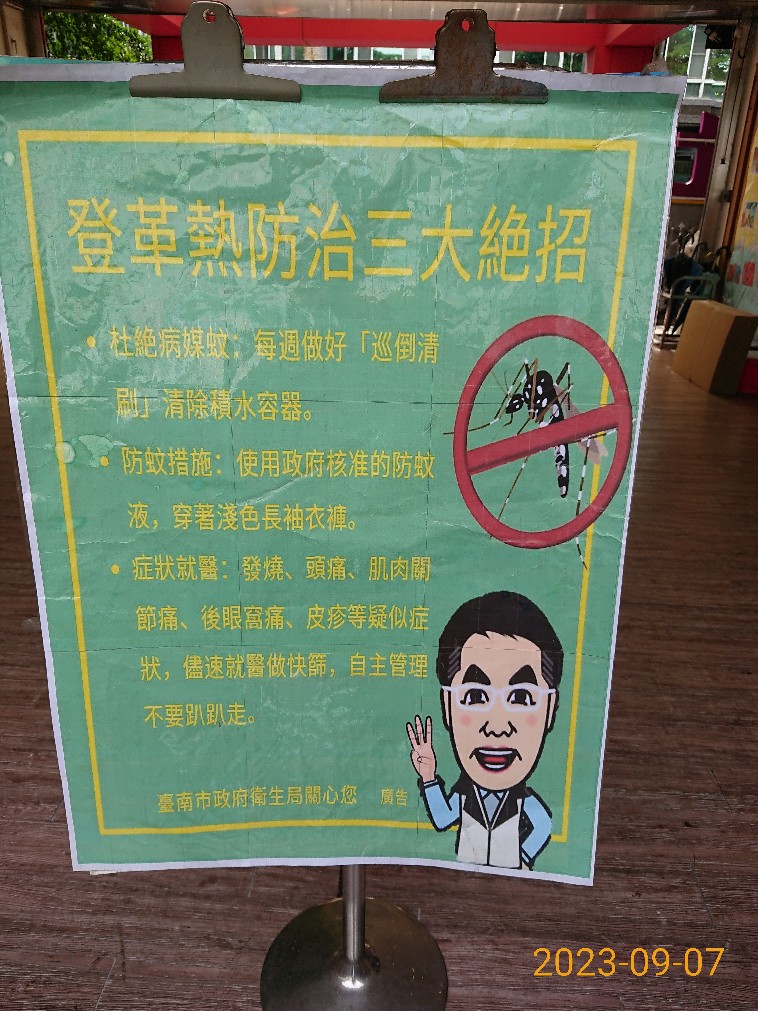 登革熱防治三大絕招
• 杜絕病媒蚊：每週做好「巡倒清
刷」清除積水容器。
• 防蚊措施：使用政府核准的防蚊
液，穿著淺色長袖衣褲。
• 症狀就醫：發燒、頭痛、肌肉關
節痛、後眼窩痛、皮疹等疑似症
狀，儘速就醫做快篩，自主管理
不要趴趴走。
臺南市政府衛生局關心您 廣告
2023-09-07